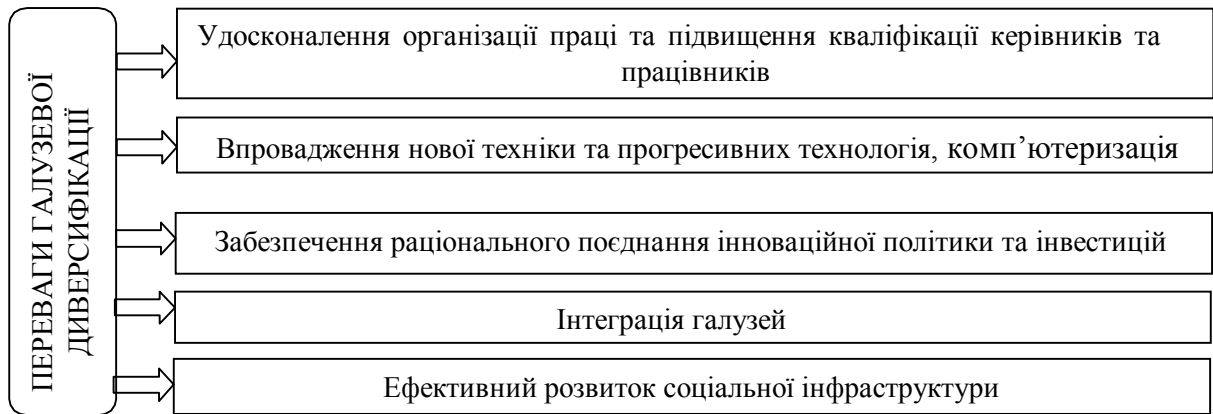 ПЕРЕВАГИ ГАЛУЗЕВОЇ
ДИВЕРСИФІКАЦІЇ
Удосконалення організації праці та підвищення кваліфікації керівників та
працівників
Впровадження нової техніки та прогресивних технологія, комп’ютеризація
Забезпечення раціонального поєднання інноваційної політики та інвестицій
Інтеграція галузей
Ефективний розвиток соціальної інфраструктури